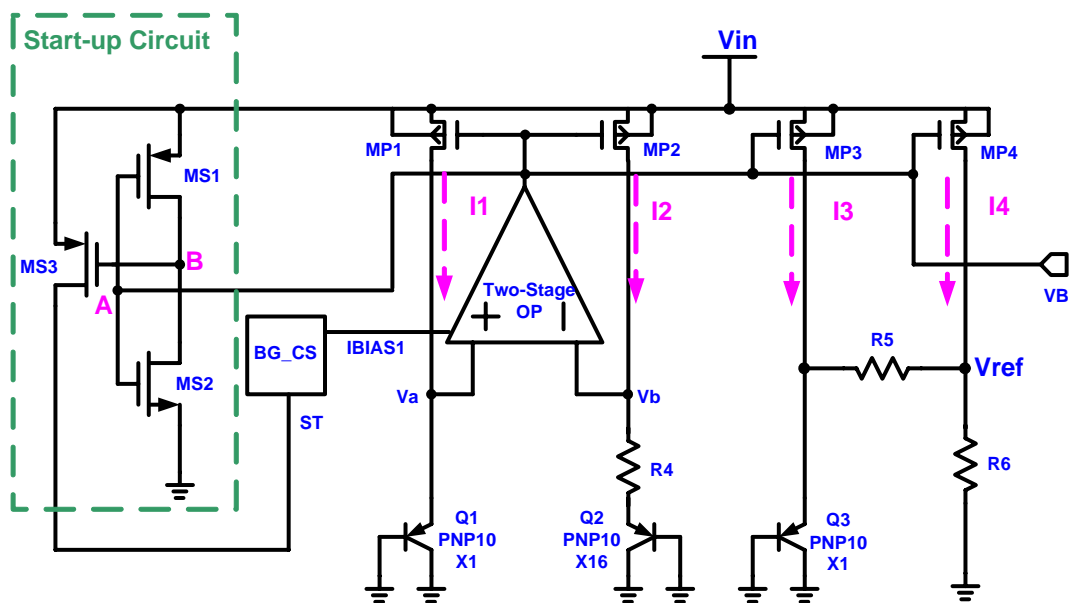 Start-up Circuit
Vin
MS1
MP1
MP2
MP3
MP4
I1
I2
I3
I4
MS3
B
A
Two-Stage
OP
+
−
VB
BG_CS
IBIAS1
R5
Vref
MS2
Va
Vb
ST
R4
R6
Q1
PNP10
X1
Q2
PNP10
X16
Q3
PNP10
X1